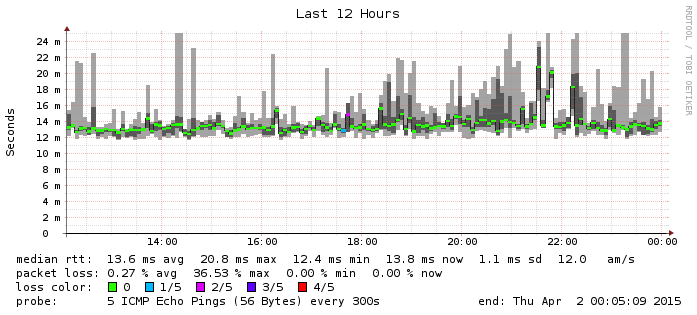 Last 12 Hours
RRDTOOL / TOBI OETIKER
Seconds
24 m
22 m
20 m
18 m
16 m
14 m
12 m
10 m
8 m
6 m
4 m
2 m
0
14:00 16:00 18:00 20:00 22:00 00:00
median rtt: 13.6 ms avg 20.8 ms max 12.4 ms min 13.8 ms now 1.1 ms sd 12.0 am/s
packet loss: 0.27 % avg 36.53 % max 0.00 % min 0.00 % now
loss color: 0 1/5 2/5 3/5 4/5
probe: 5 ICMP Echo Pings (56 Bytes) every 300s end: Thu Apr 2 00:05:09 2015